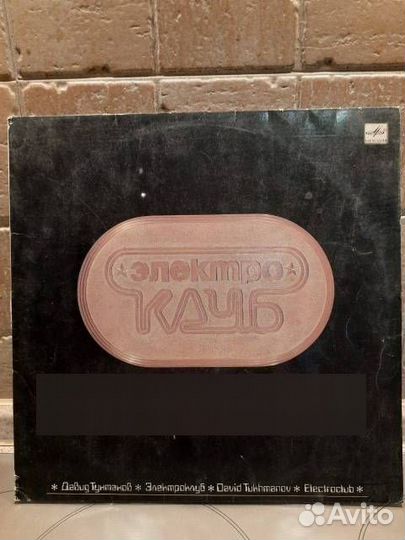 электро
КЛУБ
* Давид Тухманов * Электроклуб * David Tukhmanov * Electroclub *
Avito